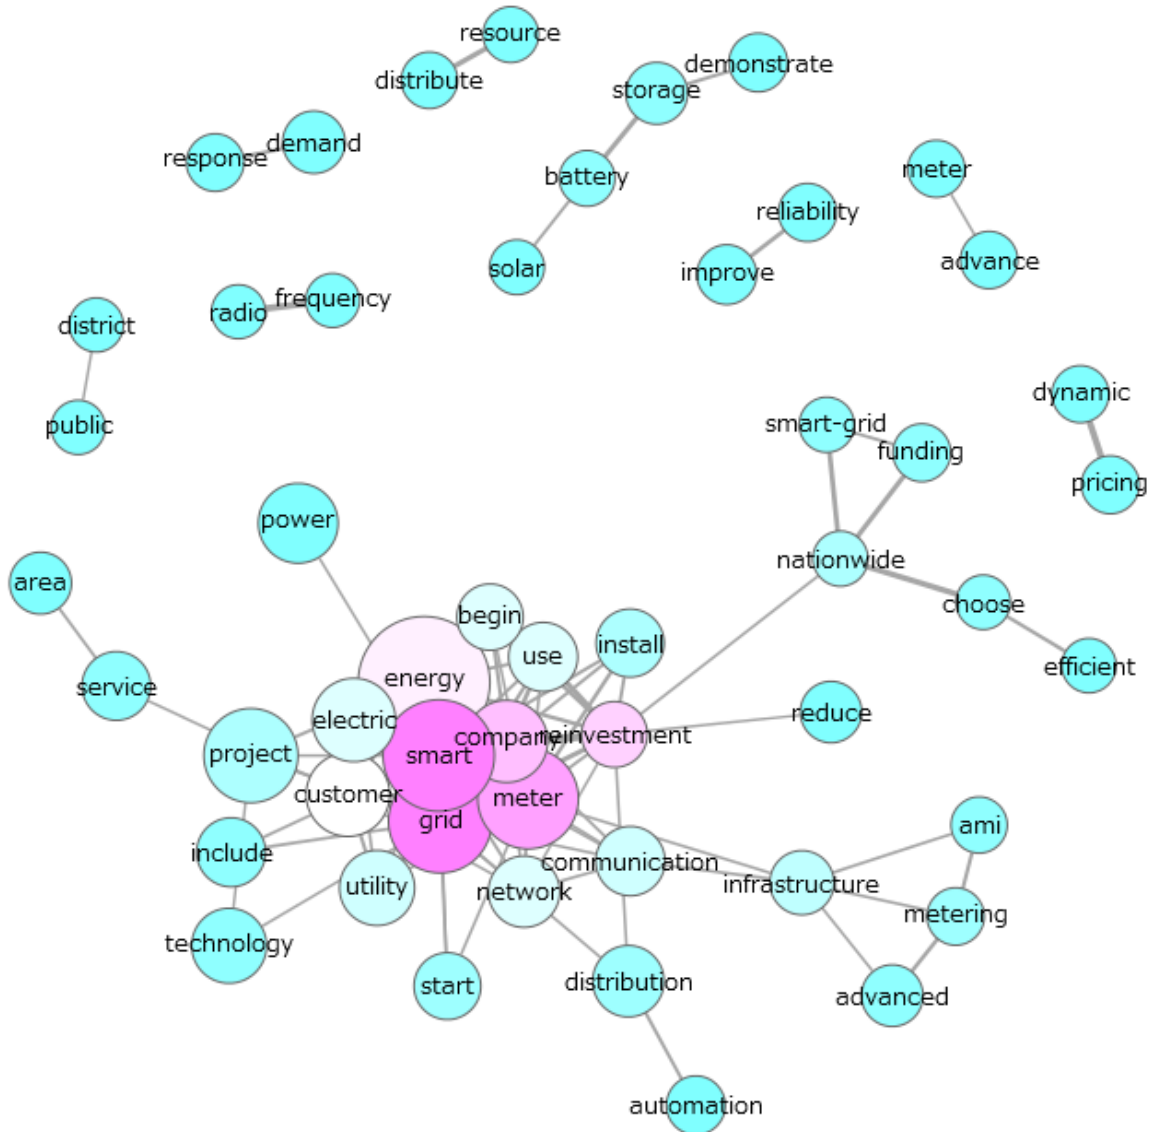 resource
distribute
demonstrate
storage
demand
response
meter
battery
reliability
advance
solar
improve
frequency
radio
district
dynamic
public
smart-grid
funding
pricing
power
nationwide
area
choose
begin
install
use
efficient
energy
service
electric
reduce
company
reinvestment
project
smart
customer
meter
grid
ami
include
communication
utility
network
infrastructure
metering
technology
start
distribution
advanced
automation